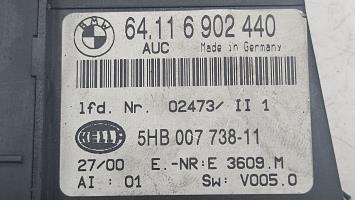 BMW 64.11 6 902 440
AUC Made in Germany
lfd. Nr. 02473/ II 1
HELLA 5HB 007 738-11
27/00 E.-NR:E 3609.M
AI : 01 Sw: V005.0